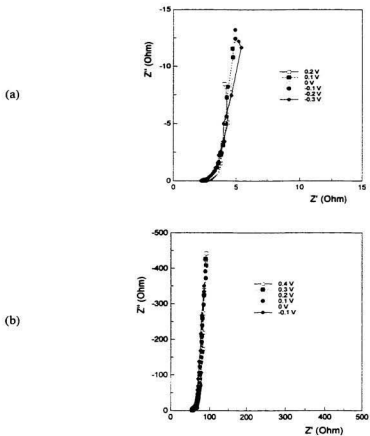 (a)
Z" (Ohm)
-15
-10
-5
0
0.2 V
0.1 V
0 V
-0.1 V
-0.2 V
-0.3 V
0 5 10 15
Z' (Ohm)
(b)
Z" (Ohm)
-500
-400
-300
-200
-100
0
0.4 V
0.3 V
0.2 V
0.1 V
0 V
-0.1 V
0 100 200 300 400 500
Z' (Ohm)